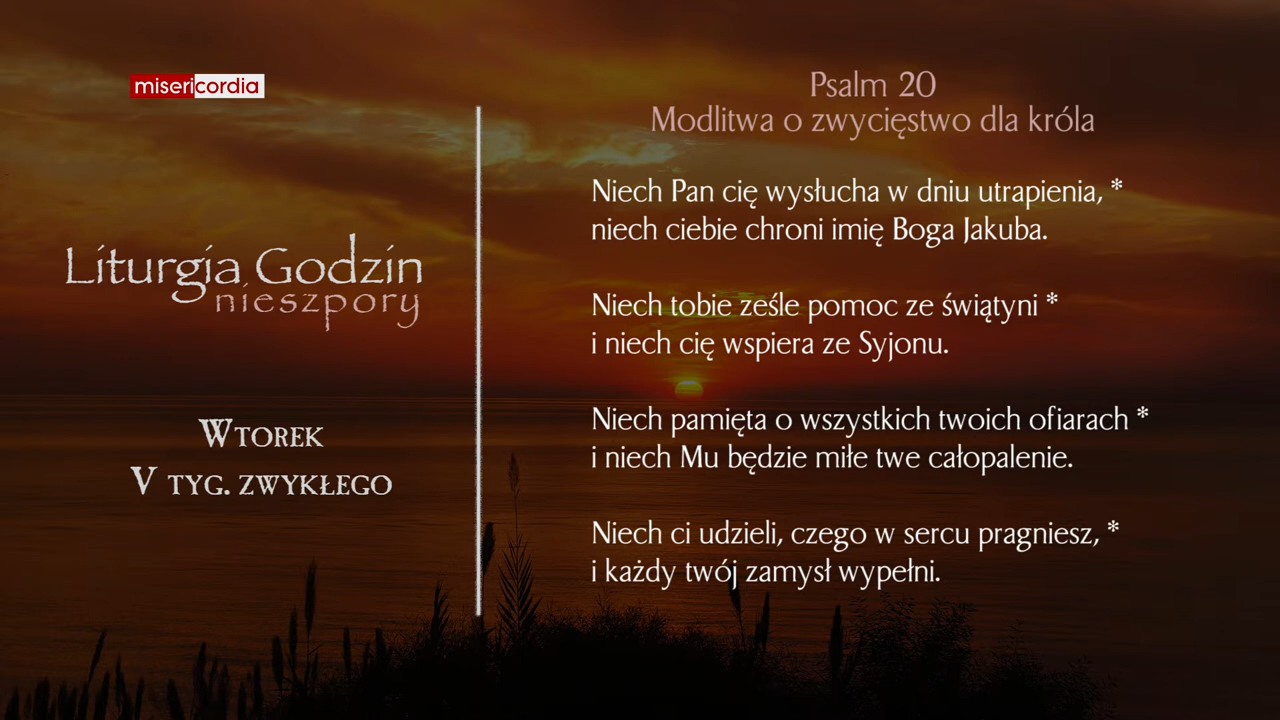 misericordia
Liturgia Godzin
nieszpory
Wtorek
V tyg. zwykłego
Psalm 20
Modlitwa o zwycięstwo dla króla
Niech Pan cię wysłucha w dniu utrapienia, *
niech ciebie chroni imię Boga Jakuba.
Niech tobie ześle pomoc ze świątyni *
i niech cię wspiera ze Syjonu.
Niech pamięta o wszystkich twoich ofiarach *
i niech Mu będzie miłe twe całopalenie.
Niech ci udzieli, czego w sercu pragniesz, *
i każdy twój zamysł wypełni.